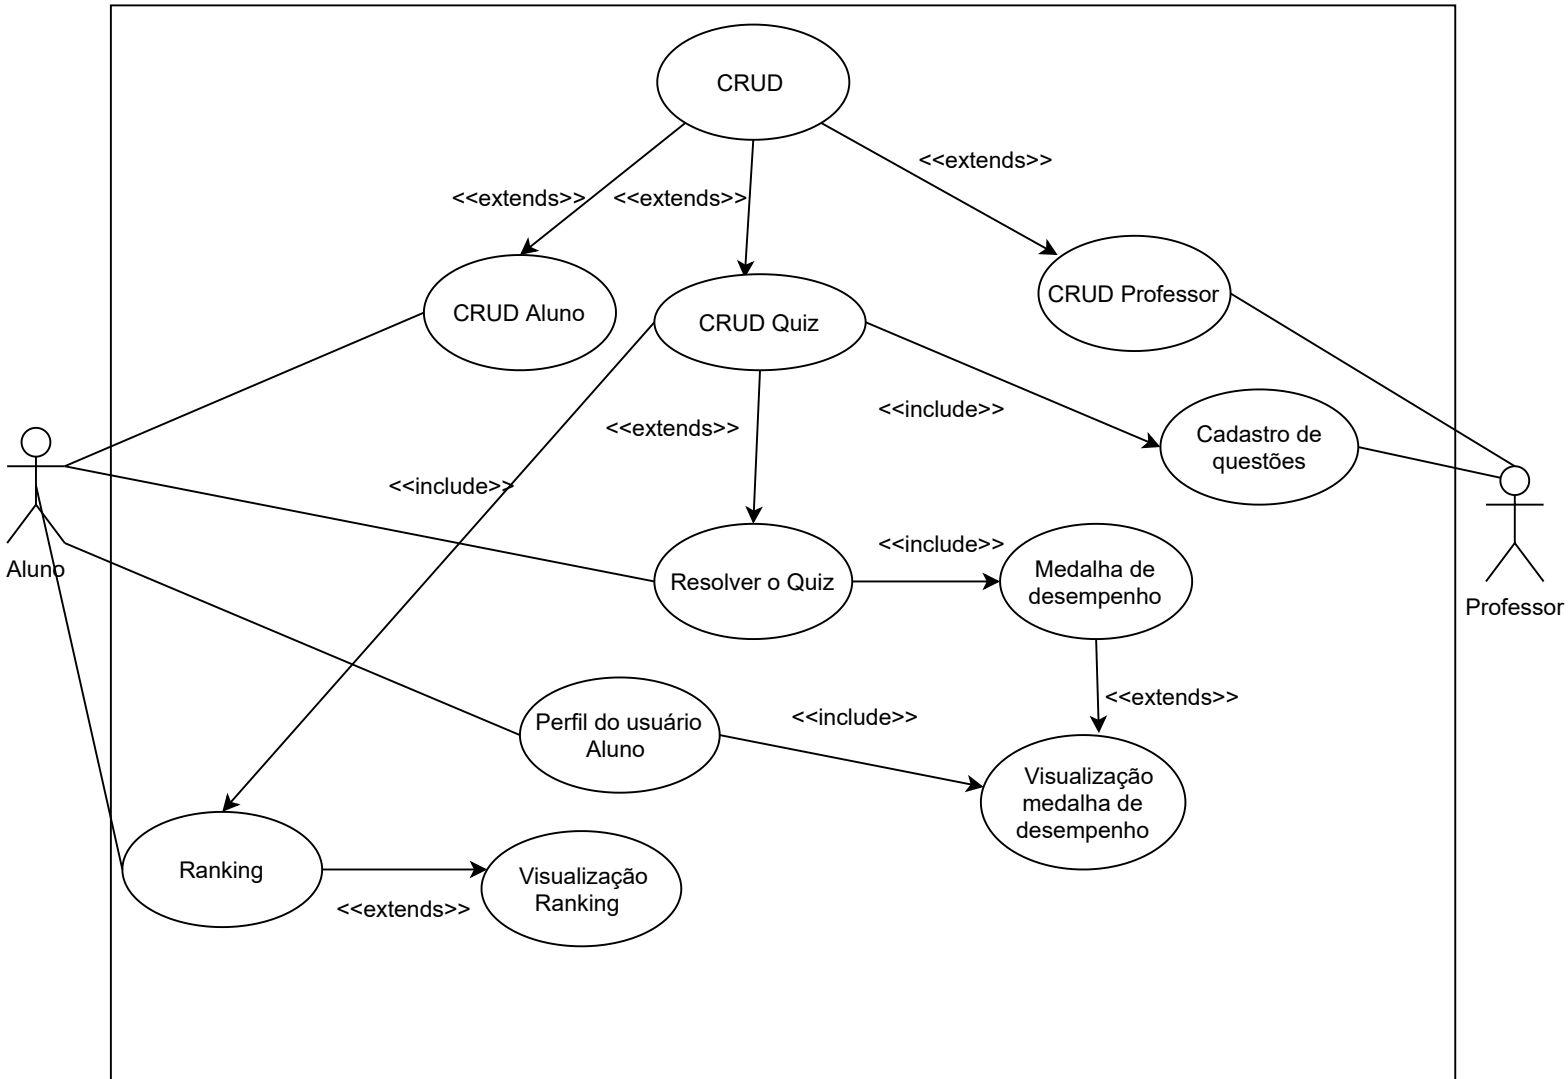 CRUD
<<extends>>
<<extends>>
<<extends>>
CRUD Aluno
CRUD Quiz
CRUD Professor
<<extends>>
<<include>>
Cadastro de
questões
<<include>>
Aluno
<<include>>
Resolver o Quiz
Medalha de
desempenho
Professor
<<extends>>
Perfil do usuário
Aluno
<<include>>
Visualização
medalha de
desempenho
Ranking
<<extends>>
Visualização
Ranking